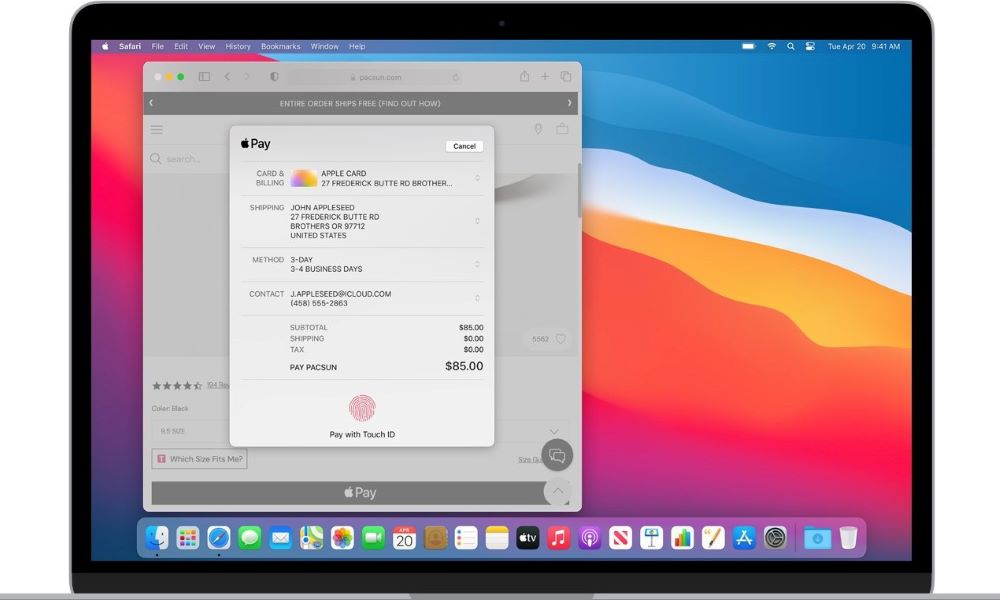 Safari File Edit View History Bookmarks Window Help
Tue Apr 20 9:41 AM
pacsun.com
ENTIRE ORDER SHIPS FREE (FIND OUT HOW)
search...
Pay
Cancel
CARD & BILLING
APPLE CARD
27 FREDERICK BUTTE RD BROTHER...
SHIPPING
JOHN APPLESEED
27 FREDERICK BUTTE RD
BROTHERS OR 97712
UNITED STATES
METHOD
3-DAY
3-4 BUSINESS DAYS
CONTACT
J.APPLESEED@ICLOUD.COM
(458) 555-2863
SUBTOTAL $85.00
SHIPPING $0.00
TAX $0.00
PAY PACSUN $85.00
Pay with Touch ID
5562
194 Rev
Color: Black
9.5 SIZE
T Which Size Fits Me?
Size Gu
Pay
APR
20
tv